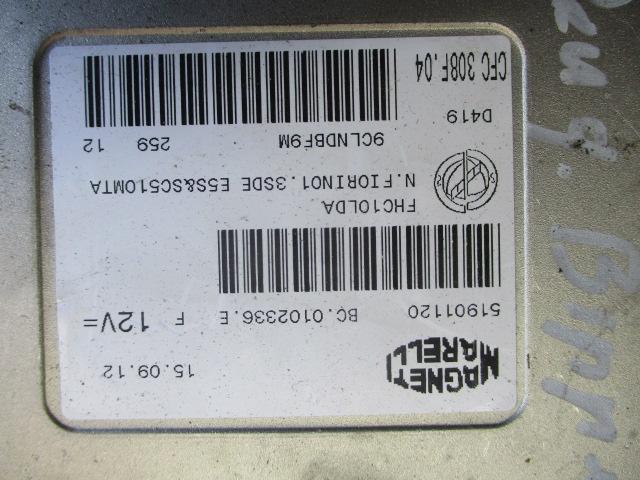 MAGNETI MARELLI 15.09.12
51901120 BC.0102336.E F 12V=
FHC10LDA
N.FIORINO1.3SDE E5S&SC510MTA
D419 9CLNDBF9M 259 12
CFC 308F.04